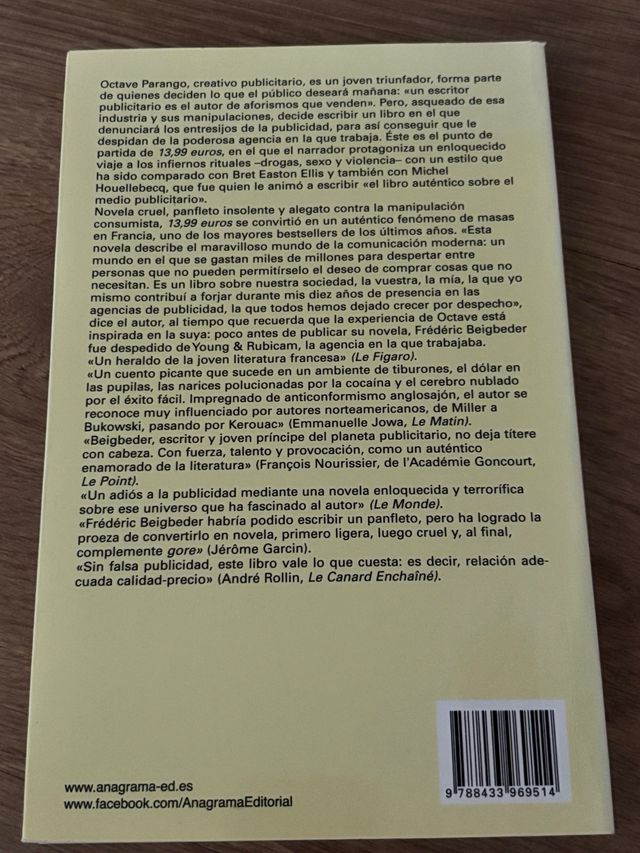 Octave Parango, creativo publicitario, es un joven triunfador, forma parte
de quienes deciden lo que el público deseará mañana: «un escritor
publicitario es el autor de aforismos que venden». Pero, asqueado de esa
industria y sus manipulaciones, decide escribir un libro en el que
denunciará los entresijos de la publicidad, para así conseguir que le
despidan de la poderosa agencia en la que trabaja. Éste es el punto de
partida de 13,99 euros, en el que el narrador protagoniza un enloquecido
viaje a los infiernos rituales –drogas, sexo y violencia– con un estilo que
ha sido comparado con Bret Easton Ellis y también con Michel
Houellebecq, que fue quien le animó a escribir «el libro auténtico sobre el
medio publicitario».
Novela cruel, panfleto insolente y alegato contra la manipulación
consumista, 13,99 euros se convirtió en un auténtico fenómeno de masas
en Francia, uno de los mayores bestsellers de los últimos años. «Esta
novela describe el maravilloso mundo de la comunicación moderna: un
mundo en el que se gastan miles de millones para despertar entre
personas que no pueden permitírselo el deseo de comprar cosas que no
necesitan. Es un libro sobre nuestra sociedad, la vuestra, la mía, la que yo
mismo contribuí a forjar durante mis diez años de presencia en las
agencias de publicidad, la que todos hemos dejado crecer por despecho»,
dice el autor, al tiempo que recuerda que la experiencia de Octave está
inspirada en la suya: poco antes de publicar su novela, Frédéric Beigbeder
fue despedido de Young & Rubicam, la agencia en la que trabajaba.
«Un heraldo de la joven literatura francesa» (Le Figaro).
«Un cuento picante que sucede en un ambiente de tiburones, el dólar en
las pupilas, las narices polucionadas por la cocaína y el cerebro nublado
por el éxito fácil. Impregnado de anticonformismo anglosajón, el autor se
reconoce muy influenciado por autores norteamericanos, de Miller a
Bukowski, pasando por Kerouac» (Emmanuelle Jowa, Le Matin).
«Beigbeder, escritor y joven príncipe del planeta publicitario, no deja títere
con cabeza. Con fuerza, talento y provocación, como un auténtico
enamorado de la literatura» (François Nourissier, de l'Académie Goncourt,
Le Point).
«Un adiós a la publicidad mediante una novela enloquecida y terrorífica
sobre ese universo que ha fascinado al autor» (Le Monde).
«Frédéric Beigbeder habría podido escribir un panfleto, pero ha logrado la
proeza de convertirlo en novela, primero ligera, luego cruel y, al final,
complemente gore» (Jérôme Garcin).
«Sin falsa publicidad, este libro vale lo que cuesta: es decir, relación ade-
cuada calidad-precio» (André Rollin, Le Canard Enchaîné).
www.anagrama-ed.es
www.facebook.com/AnagramaEditorial
9 788433 969514